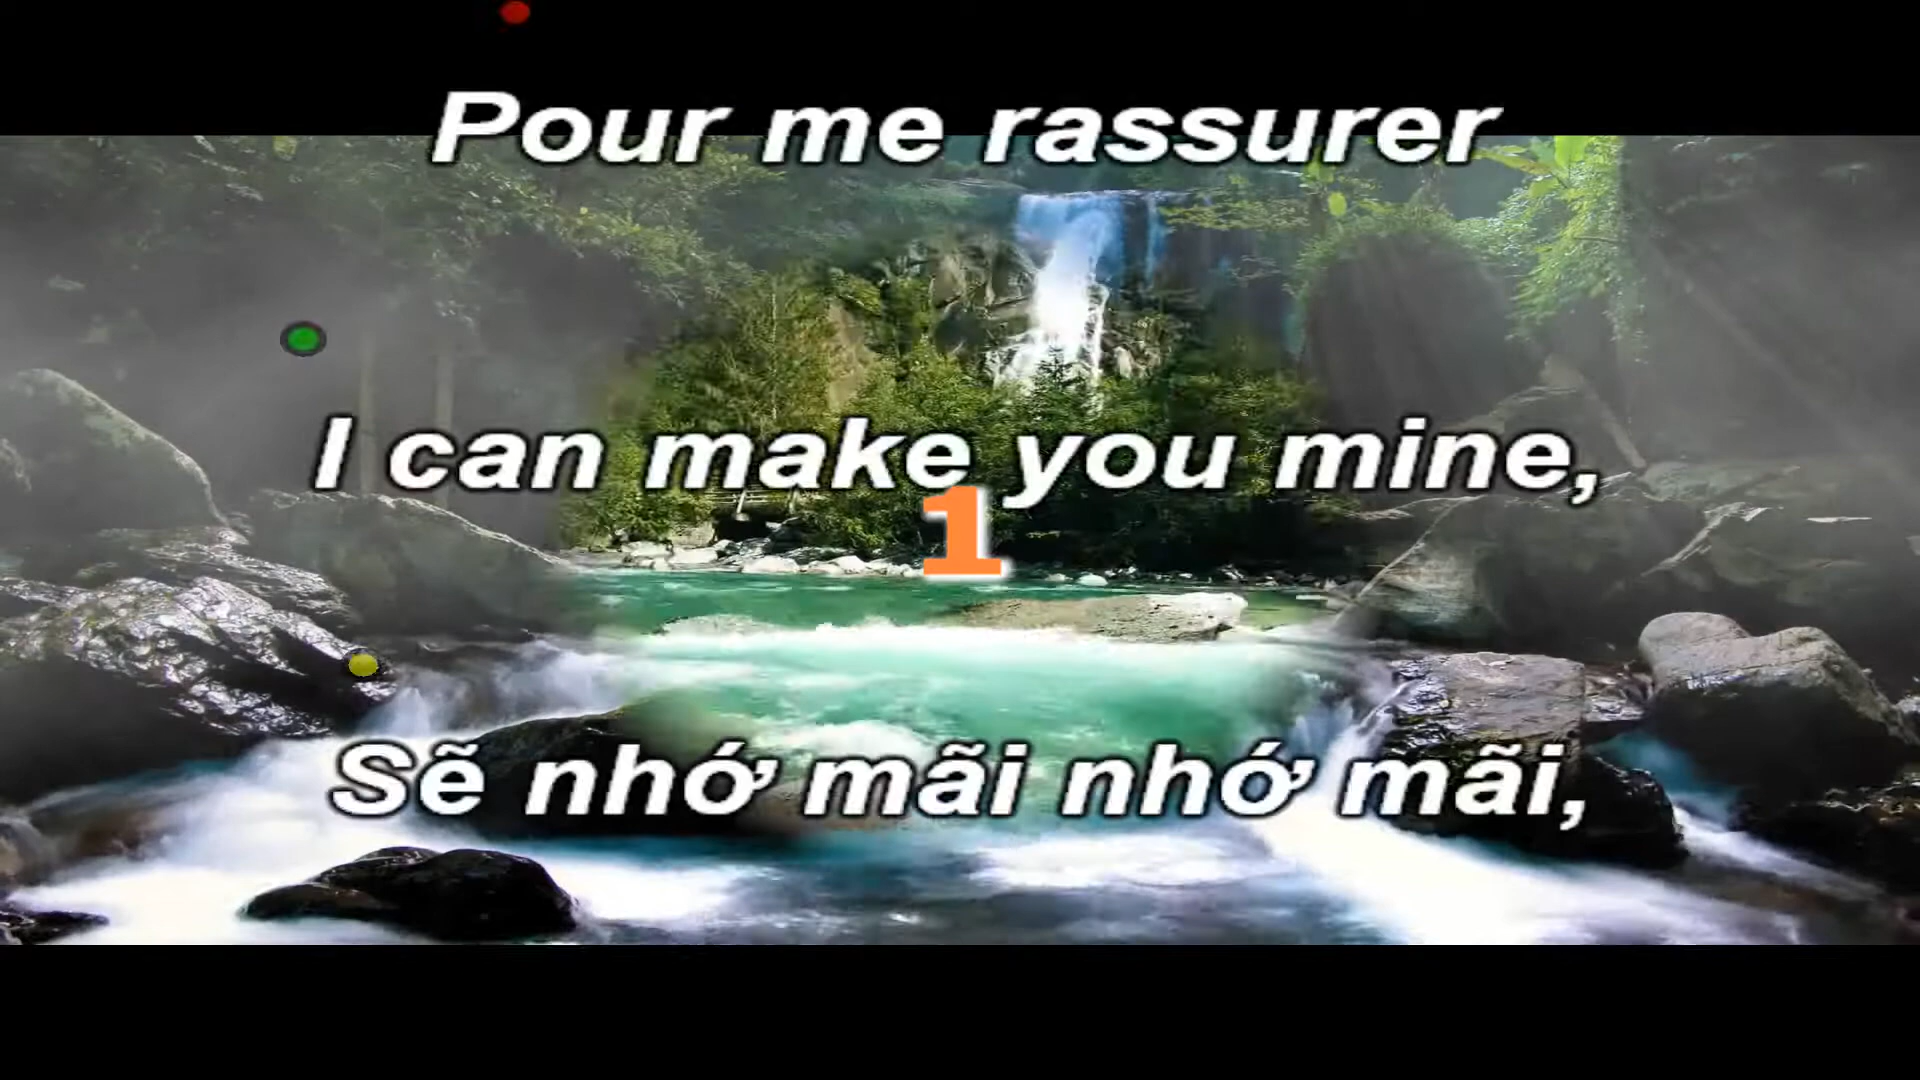 Pour me rassurer
I can make you mine,
1
Sẽ nhớ mãi nhớ mãi,